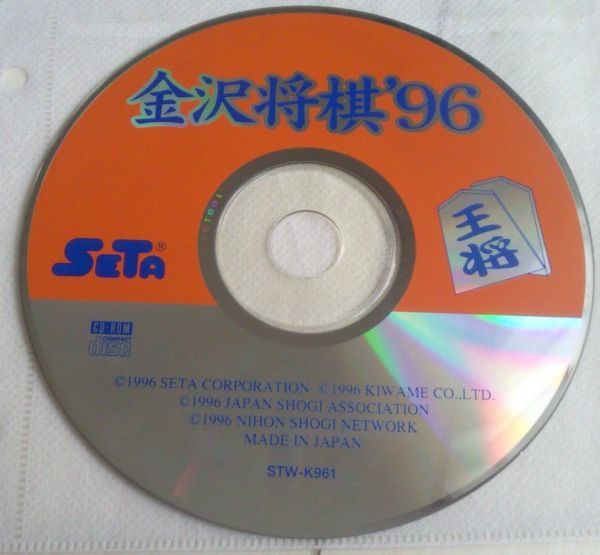 金沢将棋'96
王将
SETA®
CD-ROM
COMPACT
disc
©1996 SETA CORPORATION ©1996 KIWAME CO.,LTD.
©1996 JAPAN SHOGI ASSOCIATION
©1996 NIHON SHOGI NETWORK
MADE IN JAPAN
STW-K961